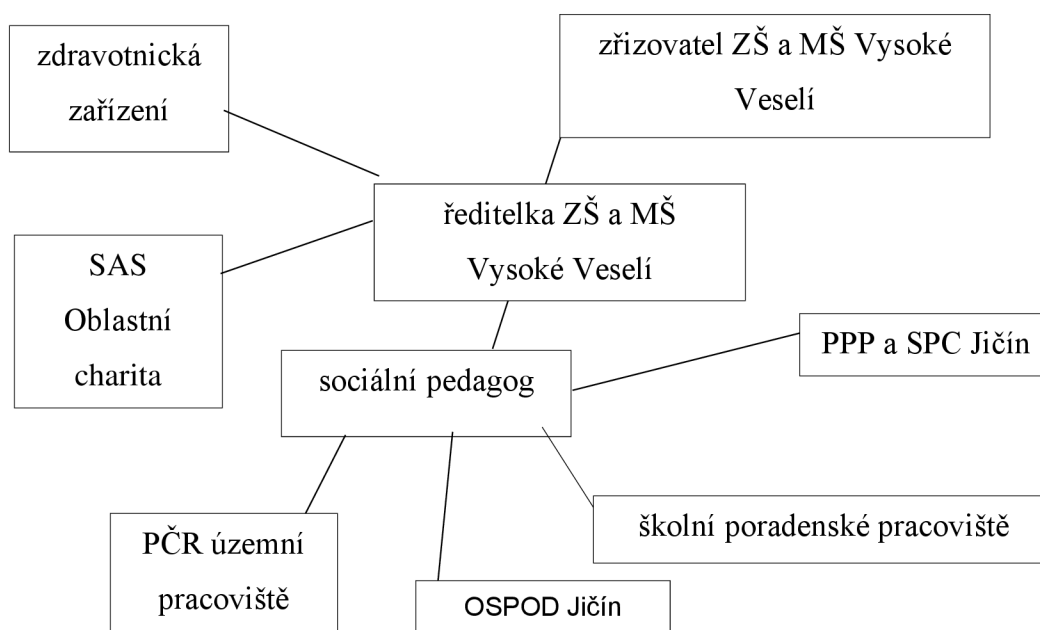 zdravotnická
zařízení
zřizovatel ZŠ a MŠ Vysoké
Veselí
ředitelka ZŠ a MŠ
Vysoké Veselí
SAS
Oblastní
charita
PPP a SPC Jičín
sociální pedagog
školní poradenské pracoviště
PČR územní
pracoviště
OSPOD Jičín